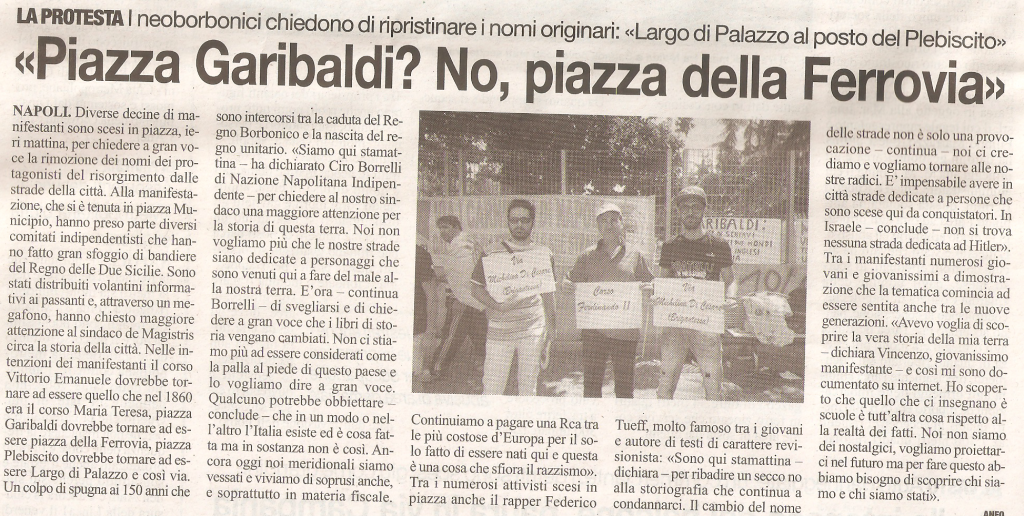 LA PROTESTA I neoborbonici chiedono di ripristinare i nomi originari: «Largo di Palazzo al posto del Plebiscito»
«Piazza Garibaldi? No, piazza della Ferrovia»
NAPOLI. Diverse decine di ma-
nifestanti sono scesi in piazza, ie-
ri mattina, per chiedere a gran vo-
ce la rimozione dei nomi dei pro-
tagonisti del risorgimento dalle
strade della città. Alla manifesta-
zione, che si è tenuta in piazza Mu-
nicipio, hanno preso parte diversi
comitati indipendentisti che han-
no fatto gran sfoggio di bandiere
del Regno delle Due Sicilie. Sono
stati distribuiti volantini informa-
tivi ai passanti e, attraverso un me-
gafono, hanno chiesto maggiore
attenzione al sindaco de Magistris
circa la storia della città. Nelle in-
tenzioni dei manifestanti il corso
Vittorio Emanuele dovrebbe tor-
nare ad essere quello che nel 1860
era il corso Maria Teresa, piazza
Garibaldi dovrebbe tornare ad es-
sere piazza della Ferrovia, piazza
Plebiscito dovrebbe tornare ad es-
sere Largo di Palazzo e così via.
Un colpo di spugna ai 150 anni che
sono intercorsi tra la caduta del Re-
gno Borbonico e la nascita del re-
gno unitario. «Siamo qui stamat-
tina – ha dichiarato Ciro Borrelli
di Nazione Napolitana Indipen-
dente – per chiedere al nostro sin-
daco una maggiore attenzione per
la storia di questa terra. Noi non
vogliamo più che le nostre strade
siano dedicate a personaggi che
sono venuti qui a fare del male al-
la nostra terra. E'ora – continua
Borrelli – di svegliarsi e di chie-
dere a gran voce che i libri di sto-
ria vengano cambiati. Non ci stia-
mo più ad essere considerati come
la palla al piede di questo paese e
lo vogliamo dire a gran voce.
Qualcuno potrebbe obbiettare –
conclude – che in un modo o nel-
l'altro l'Italia esiste ed è cosa fat-
ta ma in sostanza non è così. An-
cora oggi noi meridionali siamo
vessati e viviamo di soprusi anche,
e soprattutto in materia fiscale.
GARIBALDI:
Via
Michelina Di Cesare
(Brigantessa)
Corso
Ferdinando II
Via
Michelina Di Cesare
(Brigantessa)
Continuiamo a pagare una Rca tra
le più costose d'Europa per il so-
lo fatto di essere nati qui e questa
è una cosa che sfiora il razzismo».
Tra i numerosi attivisti scesi in
piazza anche il rapper Federico
Tueff, molto famoso tra i giovani
e autore di testi di carattere revi-
sionista: «Sono qui stamattina –
dichiara – per ribadire un secco no
alla storiografia che continua a
condannarci. Il cambio del nome
delle strade non è solo una provo-
cazione – continua – noi ci cre-
diamo e vogliamo tornare alle no-
stre radici. E' impensabile avere in
città strade dedicate a persone che
sono scese qui da conquistatori. In
Israele – conclude – non si trova
nessuna strada dedicata ad Hitler».
Tra i manifestanti numerosi gio-
vani e giovanissimi a dimostra-
zione che la tematica comincia ad
essere sentita anche tra le nuove
generazioni. «Avevo voglia di sco-
prire la vera storia della mia terra
– dichiara Vincenzo, giovanissimo
manifestante – e così mi sono do-
cumentato su internet. Ho scoper-
to che quello che ci insegnano è
scuole è tutt'altra cosa rispetto al-
la realtà dei fatti. Noi non siamo
dei nostalgici, vogliamo proiettar-
ci nel futuro ma per fare questo ab-
biamo bisogno di scoprire chi sia-
mo e chi siamo stati».